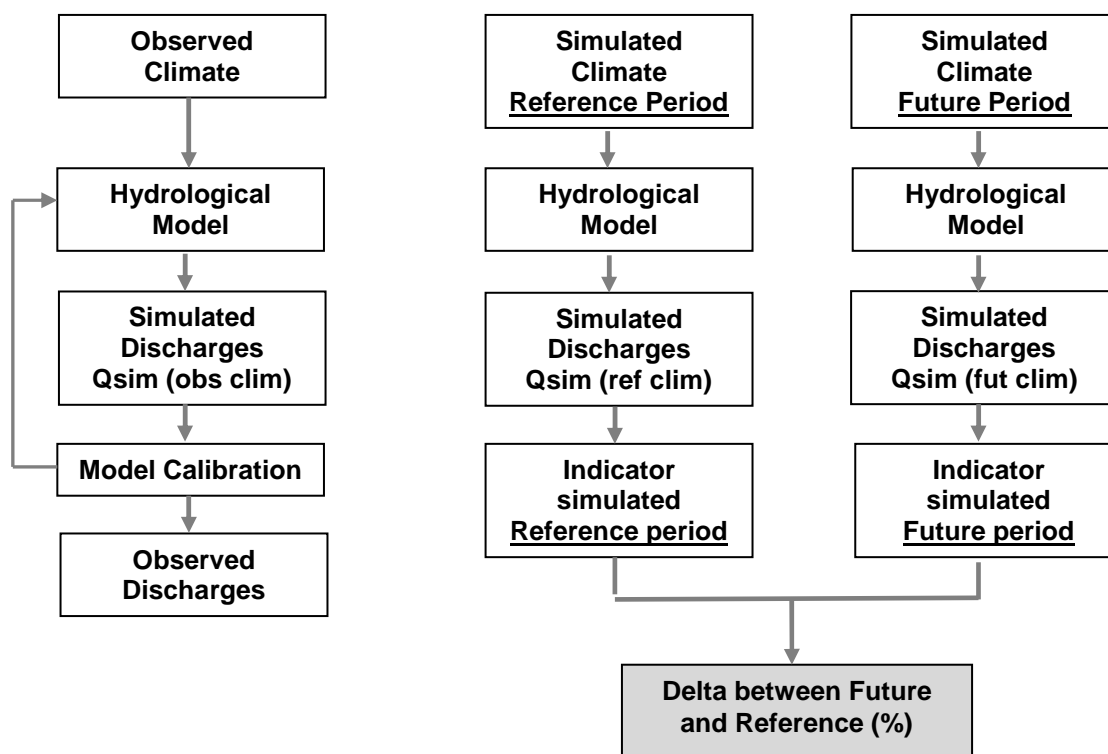 Observed
Climate
Hydrological
Model
Simulated
Discharges
Qsim (obs clim)
Model Calibration
Observed
Discharges
Simulated
Climate
Reference Period
Hydrological
Model
Simulated
Discharges
Qsim (ref clim)
Indicator
simulated
Reference period
Simulated
Climate
Future Period
Hydrological
Model
Simulated
Discharges
Qsim (fut clim)
Indicator
simulated
Future period
Delta between Future
and Reference (%)